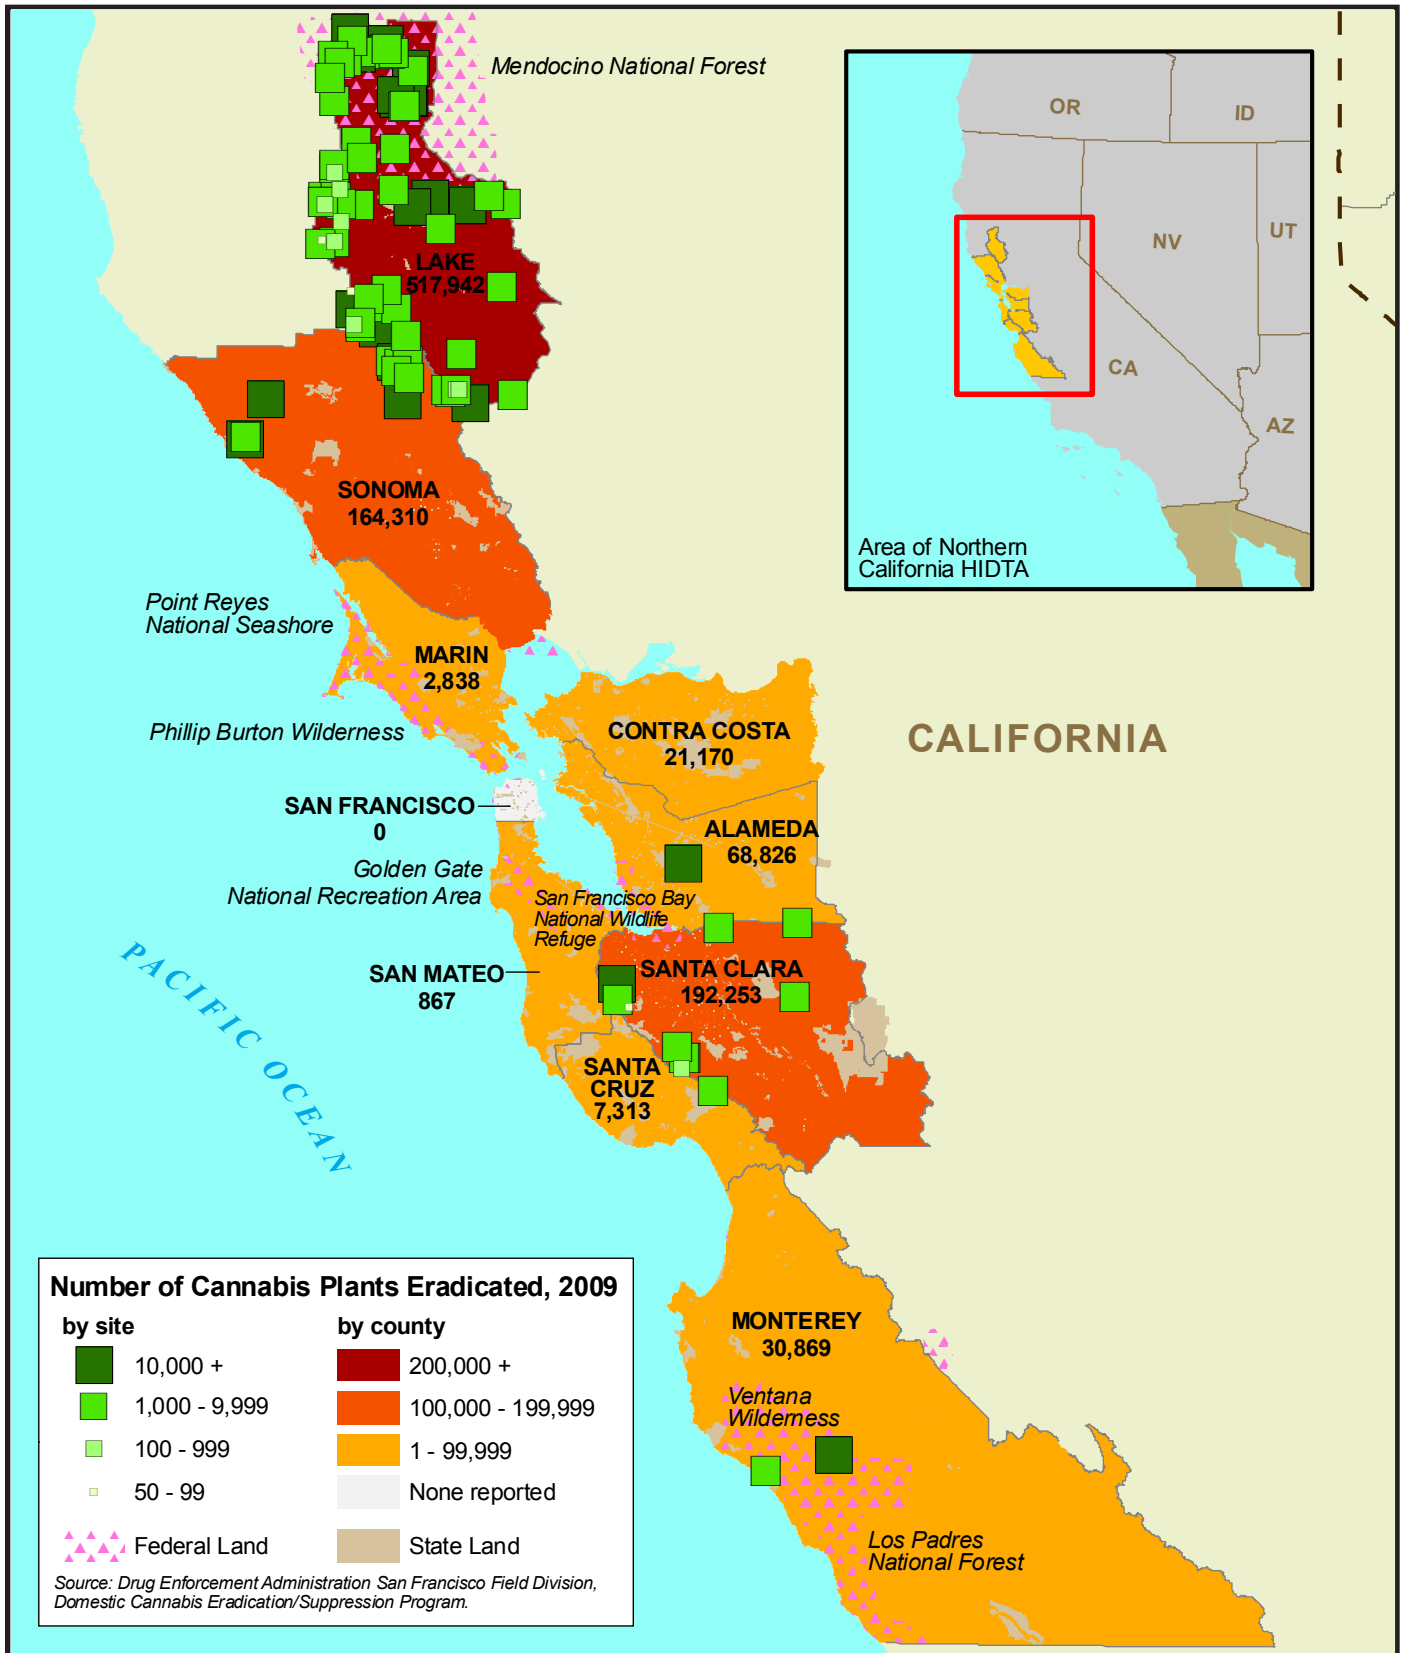 Mendocino National Forest
OR
ID
NV
UT
CA
AZ
Area of Northern
California HIDTA
LAKE
517,942
SONOMA
164,310
Point Reyes
National Seashore
MARIN
2,838
Phillip Burton Wilderness
CONTRA COSTA
21,170
CALIFORNIA
SAN FRANCISCO
0
ALAMEDA
68,826
Golden Gate
National Recreation Area
San Francisco Bay
National Wildlife
Refuge
PACIFIC OCEAN
SAN MATEO
867
SANTA CLARA
192,253
SANTA
CRUZ
7,313
MONTEREY
30,869
Ventana
Wilderness
Los Padres
National Forest
Number of Cannabis Plants Eradicated, 2009
by site
10,000 +
1,000 - 9,999
100 - 999
50 - 99
Federal Land
by county
200,000 +
100,000 - 199,999
1 - 99,999
None reported
State Land
Source: Drug Enforcement Administration San Francisco Field Division,
Domestic Cannabis Eradication/Suppression Program.